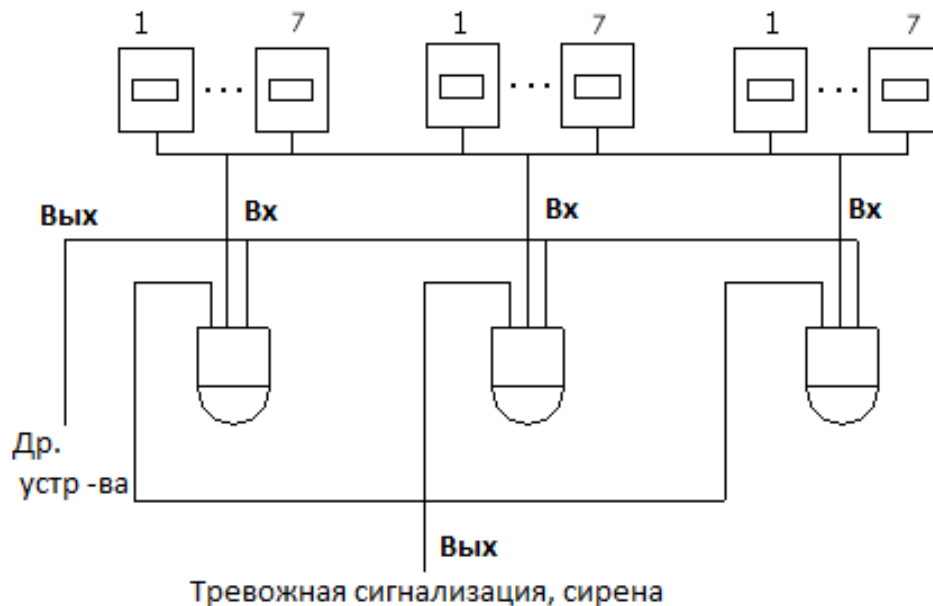 1 7 1 7 1 7
Вых Вх Вх Вх
Др.
устр -ва
Вых
Тревожная сигнализация, сирена